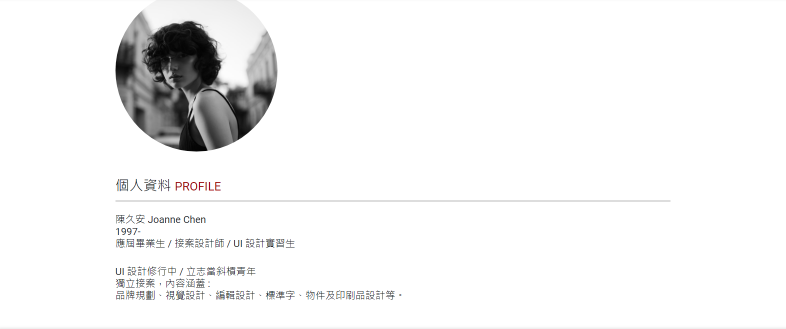 個人資料 PROFILE
陳久安 Joanne Chen
1997-
應屆畢業生 / 接案設計師 / UI 設計實習生
UI 設計修行中 / 立志當斜槓青年
獨立接案，內容涵蓋 :
品牌規劃、視覺設計、編輯設計、標準字、物件及印刷品設計等。